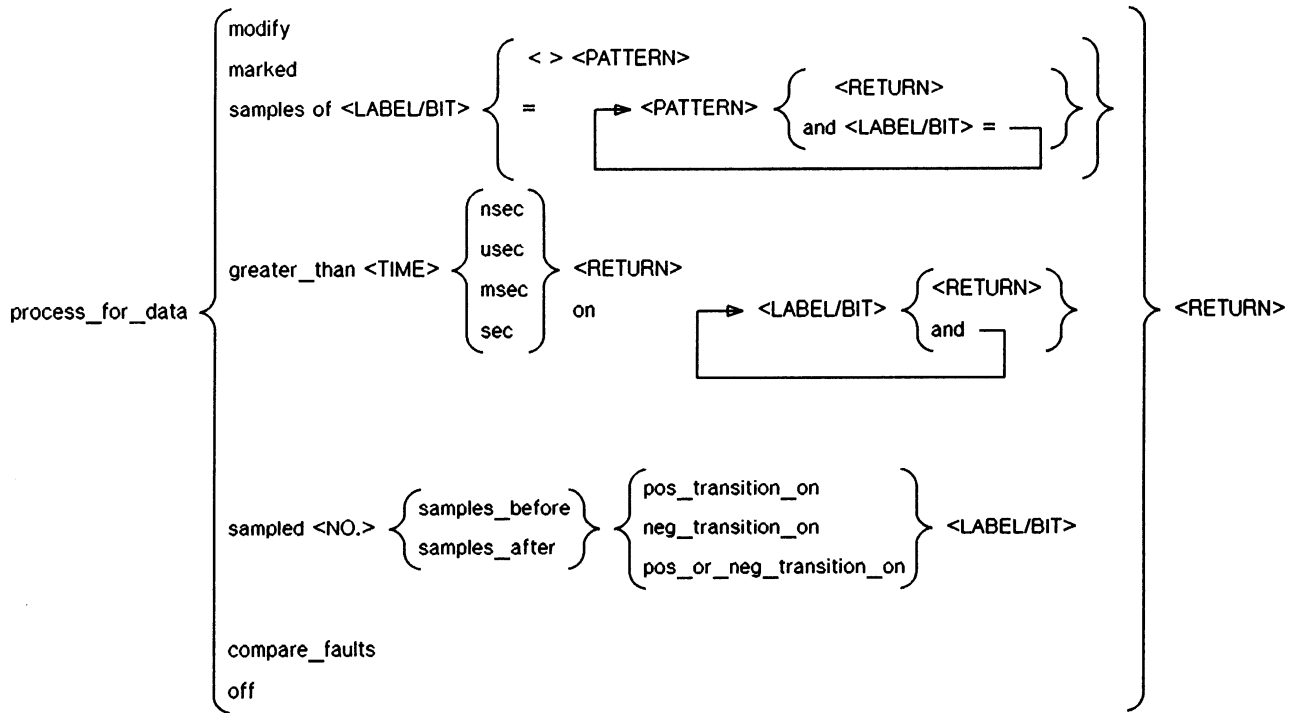 process_for_data
modify
marked
samples of <LABEL/BIT>
< > <PATTERN>
=
<PATTERN>
<RETURN>
and <LABEL/BIT> =
greater_than <TIME>
nsec
usec
msec
sec
<RETURN>
on
<LABEL/BIT>
<RETURN>
and
sampled <NO.>
samples_before
samples_after
pos_transition_on
neg_transition_on
pos_or_neg_transition_on
<LABEL/BIT>
compare_faults
off
<RETURN>